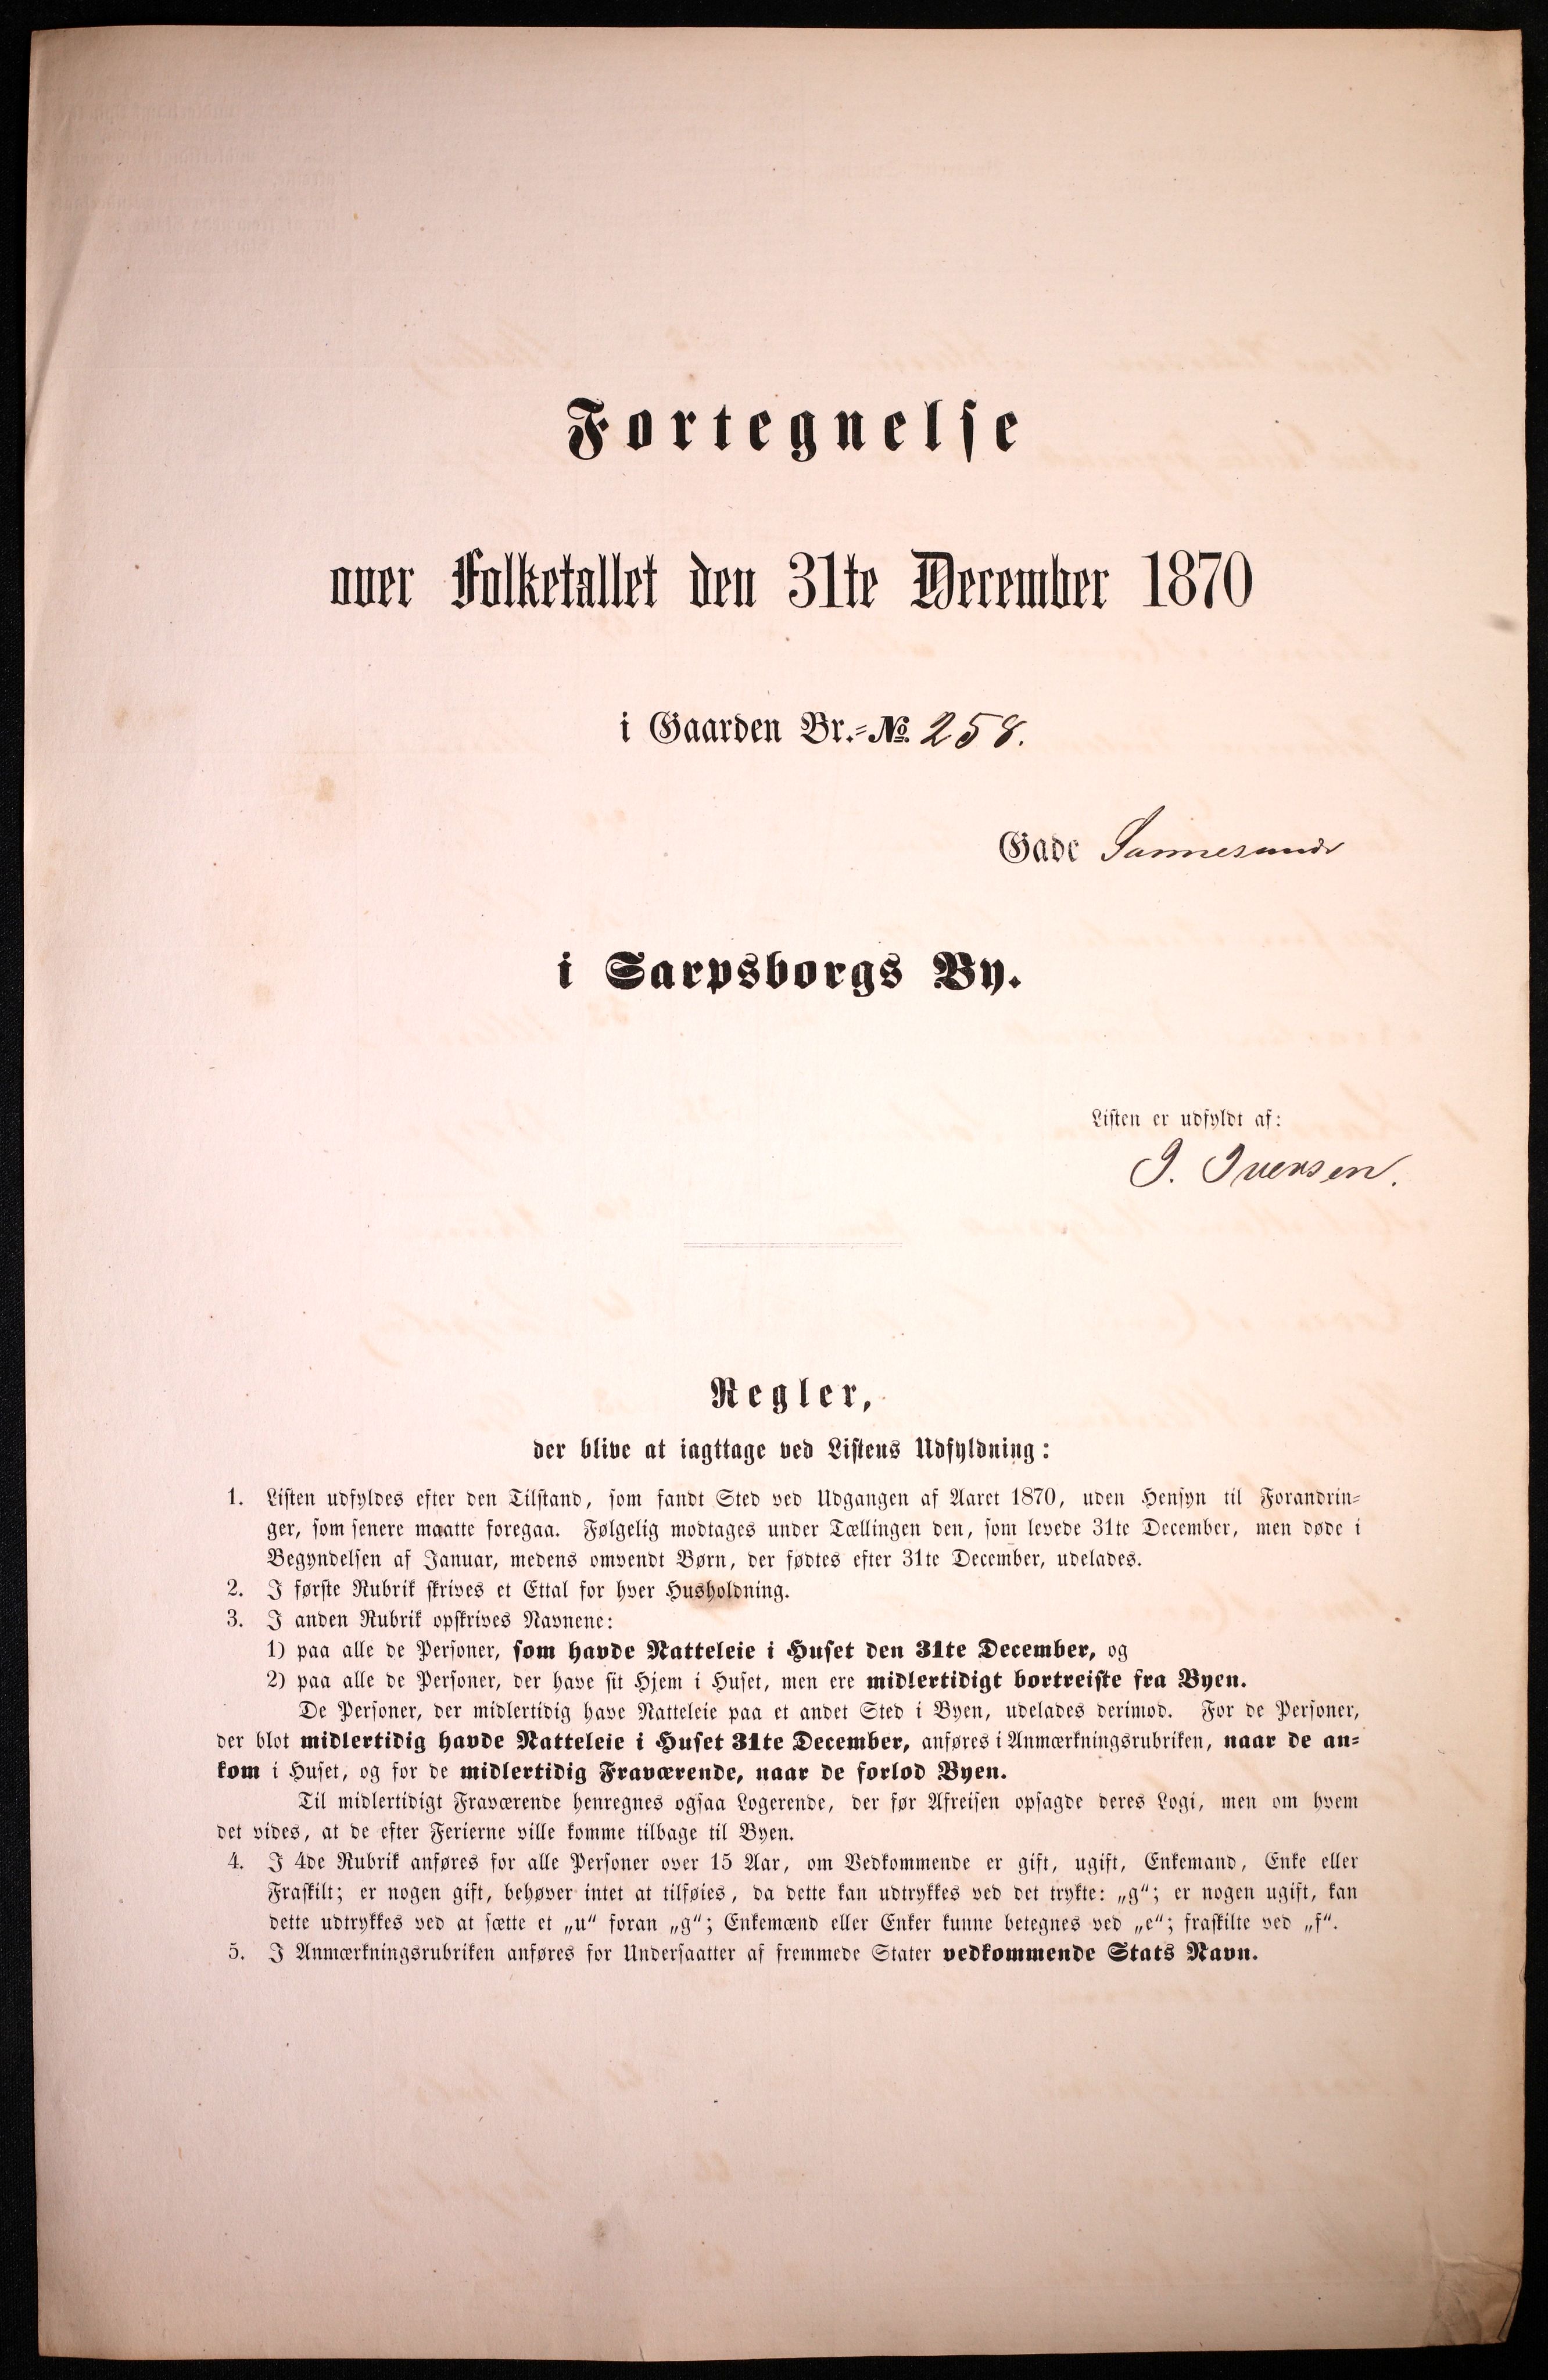 Fortegnelse
over Folketallet den 31te December 1870
i Gaarden Br.-No. 258.
Gade Sannesund
i Sarpsborgs By.
Listen er udfyldt af:
J. Iversen.
Regler,
der blive at iagttage ved Listens Udfyldning:
1. Listen udfyldes efter den Tilstand, som fandt Sted ved Udgangen af Aaret 1870, uden Hensyn til Forandrin-
ger, som senere maatte foregaa. Følgelig modtages under Tællingen den, som levede 31te December, men døde i
Begyndelsen af Januar, medens omvendt Børn, der fødtes efter 31te December, udelades.
2. I første Rubrik skrives et Ettal for hver Husholdning.
3. I anden Rubrik opskrives Navnene:
1) paa alle de Personer, som havde Natteleie i Huset den 31te December, og
2) paa alle de Personer, der have sit Hjem i Huset, men ere midlertidigt bortreiste fra Byen.
De Personer, der midlertidig have Natteleie paa et andet Sted i Byen, udelades derimod. For de Personer,
der blot midlertidig havde Natteleie i Huset 31te December, anføres i Anmærkningsrubriken, naar de an-
kom i Huset, og for de midlertidig Fraværende, naar de forlod Byen.
Til midlertidigt Fraværende henregnes ogsaa Logerende, der før Afreisen opsagde deres Logi, men om hvem
det vides, at de efter Ferierne ville komme tilbage til Byen.
4. I 4de Rubrik anføres for alle Personer over 15 Aar, om Vedkommende er gift, ugift, Enkemand, Enke eller
Fraskilt; er nogen gift, behøver intet at tilføies, da dette kan udtrykkes ved det trykte: „g“; er nogen ugift, kan
dette udtrykkes ved at sætte et „u“ foran „g“; Enkemænd eller Enker kunne betegnes ved „e“; fraskilte ved „f“.
5. I Anmærkningsrubriken anføres for Undersaatter af fremmede Stater vedkommende Stats Navn.